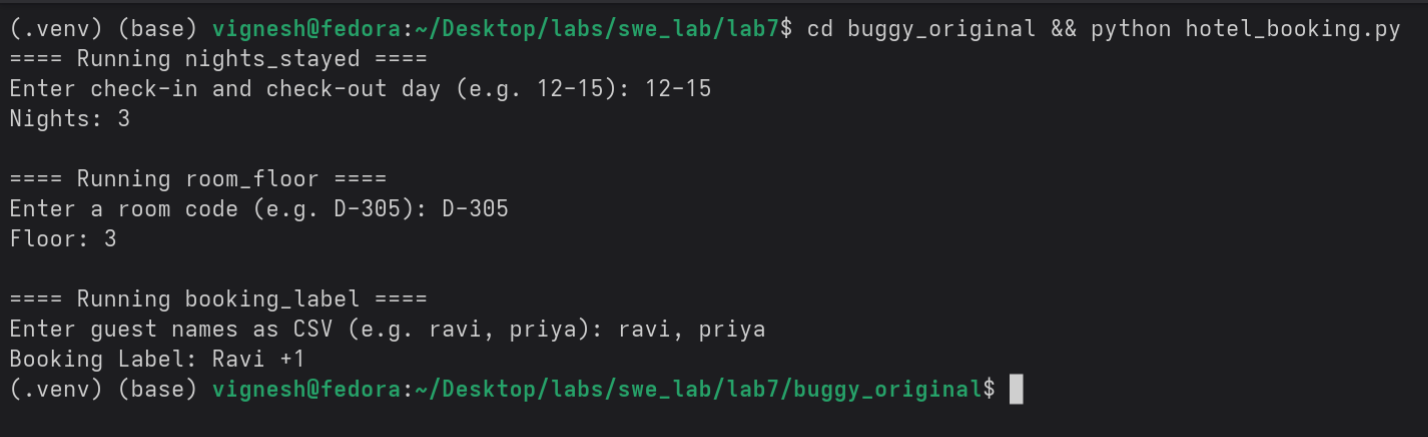 (.venv) (base) vignesh@fedora:~/Desktop/labs/swe_lab/lab7$ cd buggy_original && python hotel_booking.py
==== Running nights_stayed ====
Enter check-in and check-out day (e.g. 12-15): 12-15
Nights: 3
==== Running room_floor ====
Enter a room code (e.g. D-305): D-305
Floor: 3
==== Running booking_label ====
Enter guest names as CSV (e.g. ravi, priya): ravi, priya
Booking Label: Ravi +1
(.venv) (base) vignesh@fedora:~/Desktop/labs/swe_lab/lab7/buggy_original$